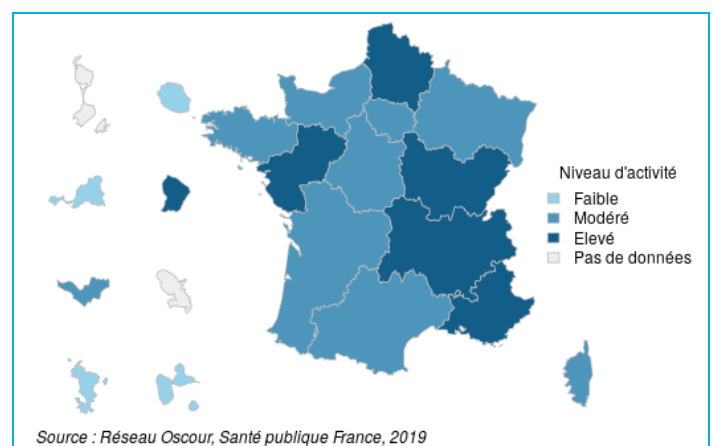 Niveau d'activité
Faible
Modéré
Elevé
Pas de données
Source : Réseau Oscour, Santé publique France, 2019